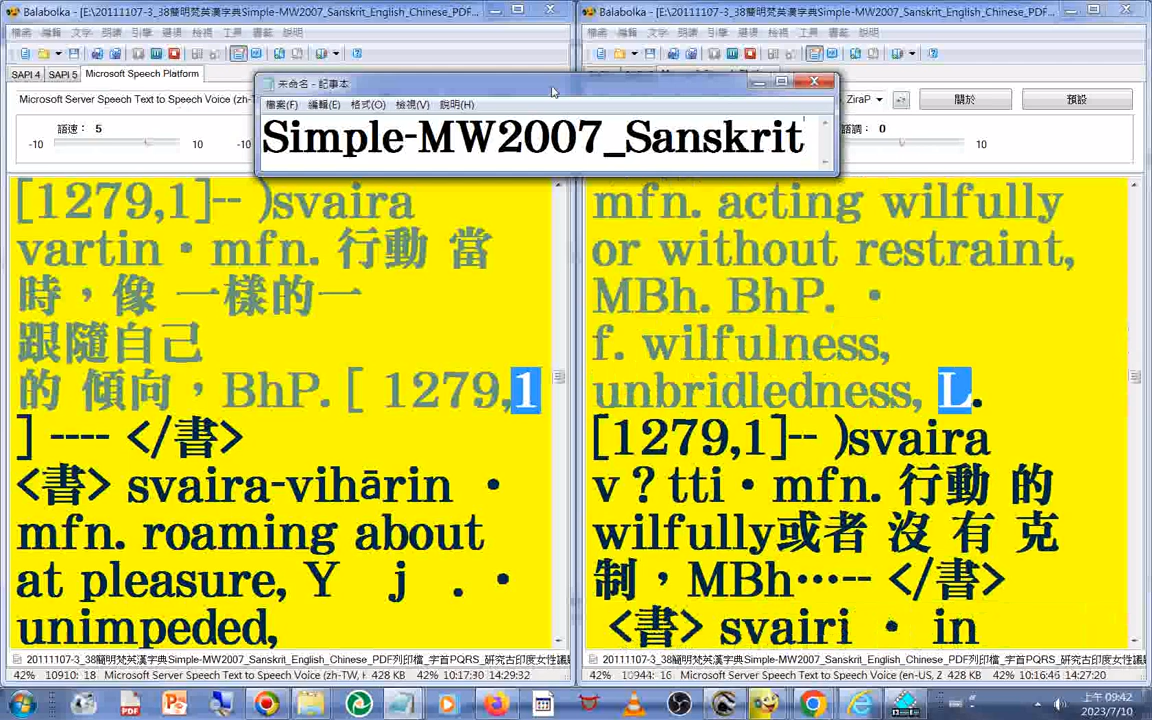 Balabolka - [E:\20111107-3_38簡明梵英漢字典Simple-MW2007_Sanskrit_English_Chinese_PDF...
Balabolka - [E:\20111107-3_38簡明梵英漢字典Simple-MW2007_Sanskrit_English_Chinese_PDF...
SAPI 4 SAPI 5 Microsoft Speech Platform
未命名 - 記事本
檔案(F) 編輯(E) 格式(O) 檢視(V) 說明(H)
Simple-MW2007_Sanskrit
Microsoft Server Speech Text to Speech Voice (zh-
ZiraP 關於 預設
語速: 5
語調: 0
-10 10 -10
10
[1279,1]-- )svaira
vartin·mfn. 行動 當
時,像 一樣的一
跟隨自己
的 傾向,BhP. [ 1279,1
] ---- </書>
<書> svaira-vihārin ·
mfn. roaming about
at pleasure, Y j . ·
unimpeded,
mfn. acting wilfully
or without restraint,
MBh. BhP. ·
f. wilfulness,
unbridledness, L.
[1279,1]-- )svaira
v?tti·mfn. 行動 的
wilfully或者 沒 有 克
制,MBh…-- </書>
<書> svairi · in
20111107-3_38簡明梵英漢字典Simple-MW2007_Sanskrit_English_Chinese_PDF列印檔_字首PQRS_研究古印度女性議
20111107-3_38簡明梵英漢字典Simple-MW2007_Sanskrit_English_Chinese_PDF列印檔_字首PQRS_研究古印度女性議
42% 10910: 18 Microsoft Server Speech Text to Speech Voice (zh-TW, H 428 KB 10:17:30 14:29:32
42% 10944: 16 Microsoft Server Speech Text to Speech Voice (en-US, Z 428 KB 10:16:45 14:27:20
上午 09:42
2023/7/10